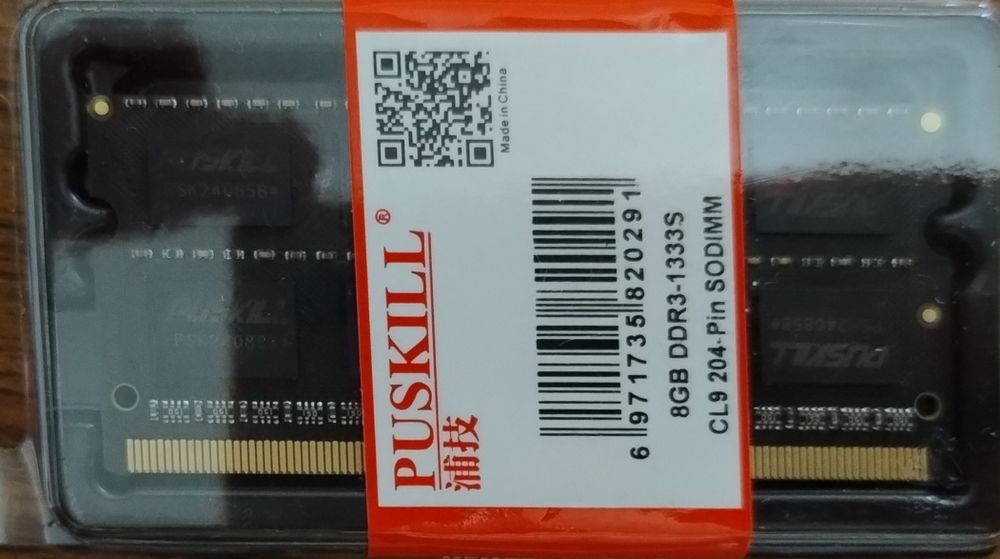 PUSKILL®
浦技
Made in China
6 971735 820291
8GB DDR3-1333S
CL9 204-Pin SODIMM
PUSKILL
PUSKILL
PUSKILL
PUSKILL